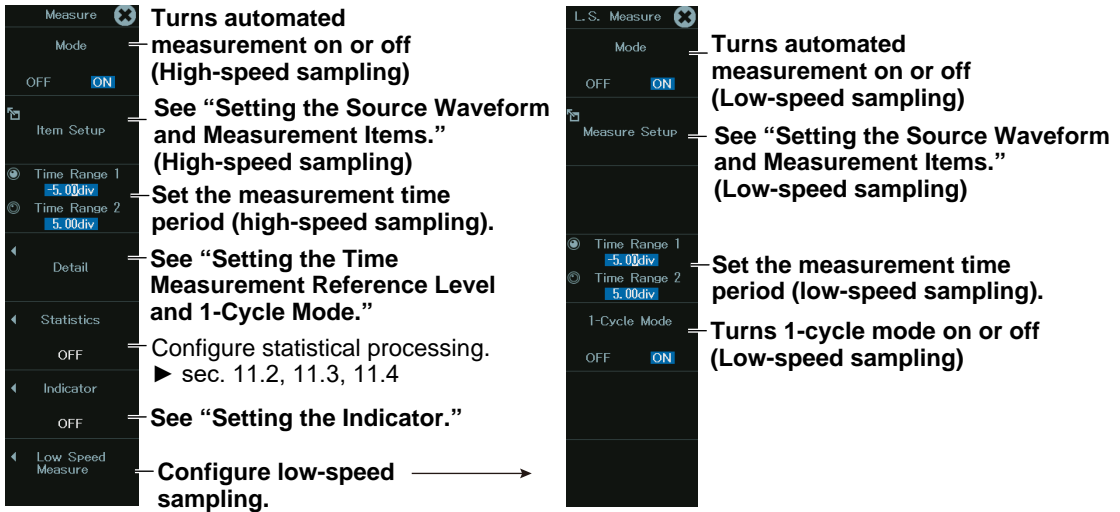 Measure
Mode
OFF ON
Item Setup
Time Range 1
-5.00div
Time Range 2
5.00div
Detail
Statistics
OFF
Indicator
OFF
Low Speed
Measure
Turns automated
measurement on or off
(High-speed sampling)
See “Setting the Source Waveform
and Measurement Items.”
(High-speed sampling)
Set the measurement time
period (high-speed sampling).
See “Setting the Time
Measurement Reference Level
and 1-Cycle Mode.”
Configure statistical processing.
► sec. 11.2, 11.3, 11.4
See “Setting the Indicator.”
Configure low-speed
sampling.
L.S. Measure
Mode
OFF ON
Measure Setup
Time Range 1
-5.00div
Time Range 2
5.00div
1-Cycle Mode
OFF ON
Turns automated
measurement on or off
(Low-speed sampling)
See “Setting the Source Waveform
and Measurement Items.”
(Low-speed sampling)
Set the measurement time
period (low-speed sampling).
Turns 1-cycle mode on or off
(Low-speed sampling)